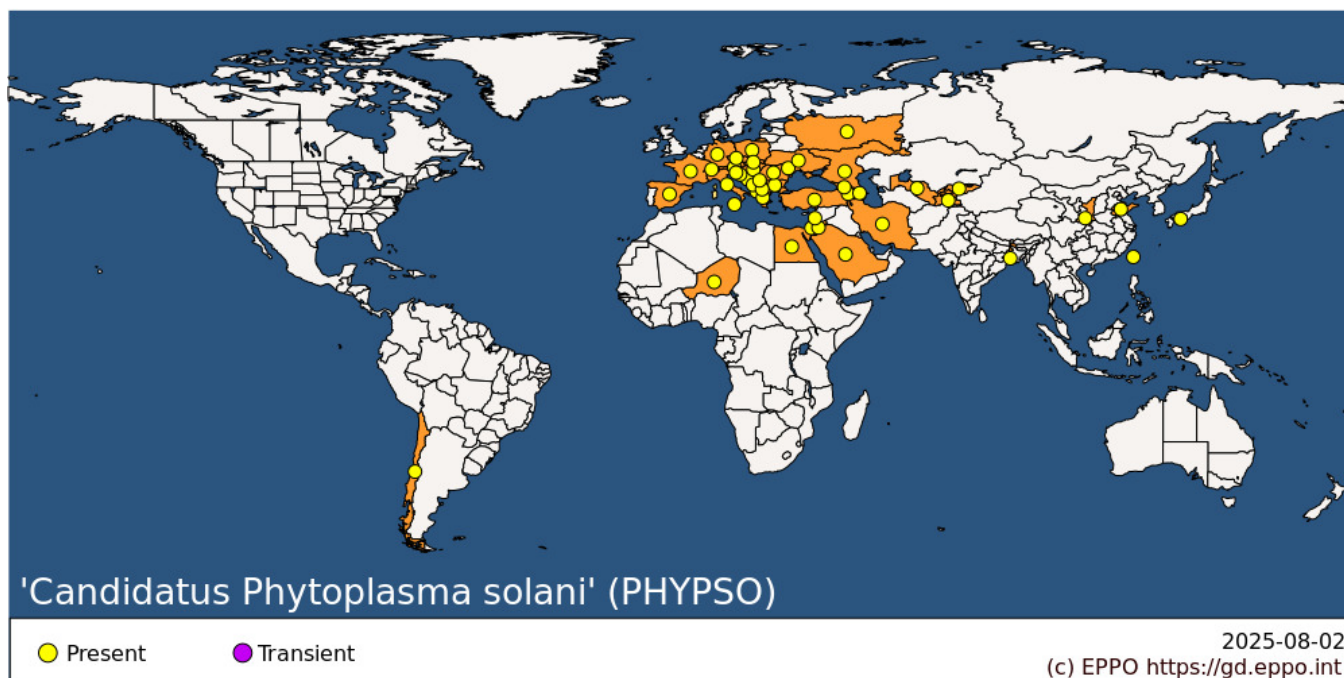 'Candidatus Phytoplasma solani' (PHYPSO)
Present
Transient
2025-08-02
(c) EPPO https://gd.eppo.int